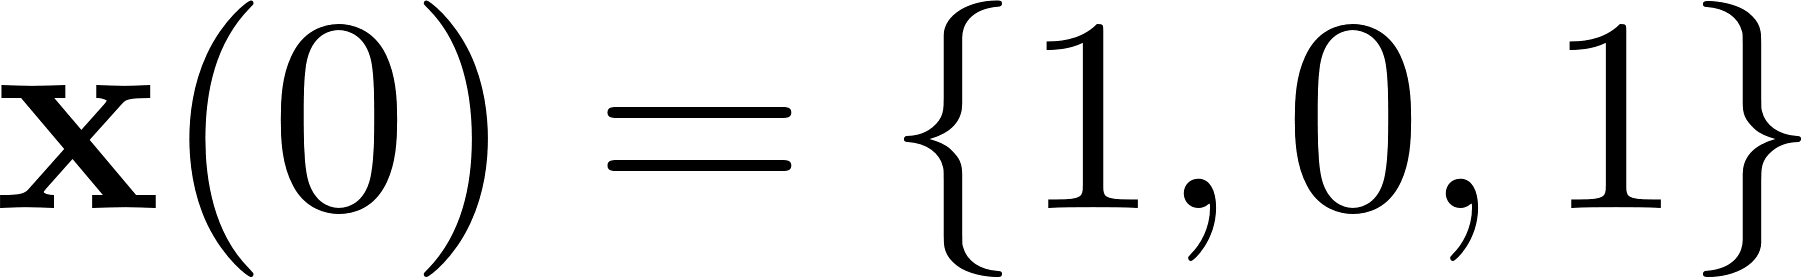 x(0) = {1, 0, 1}